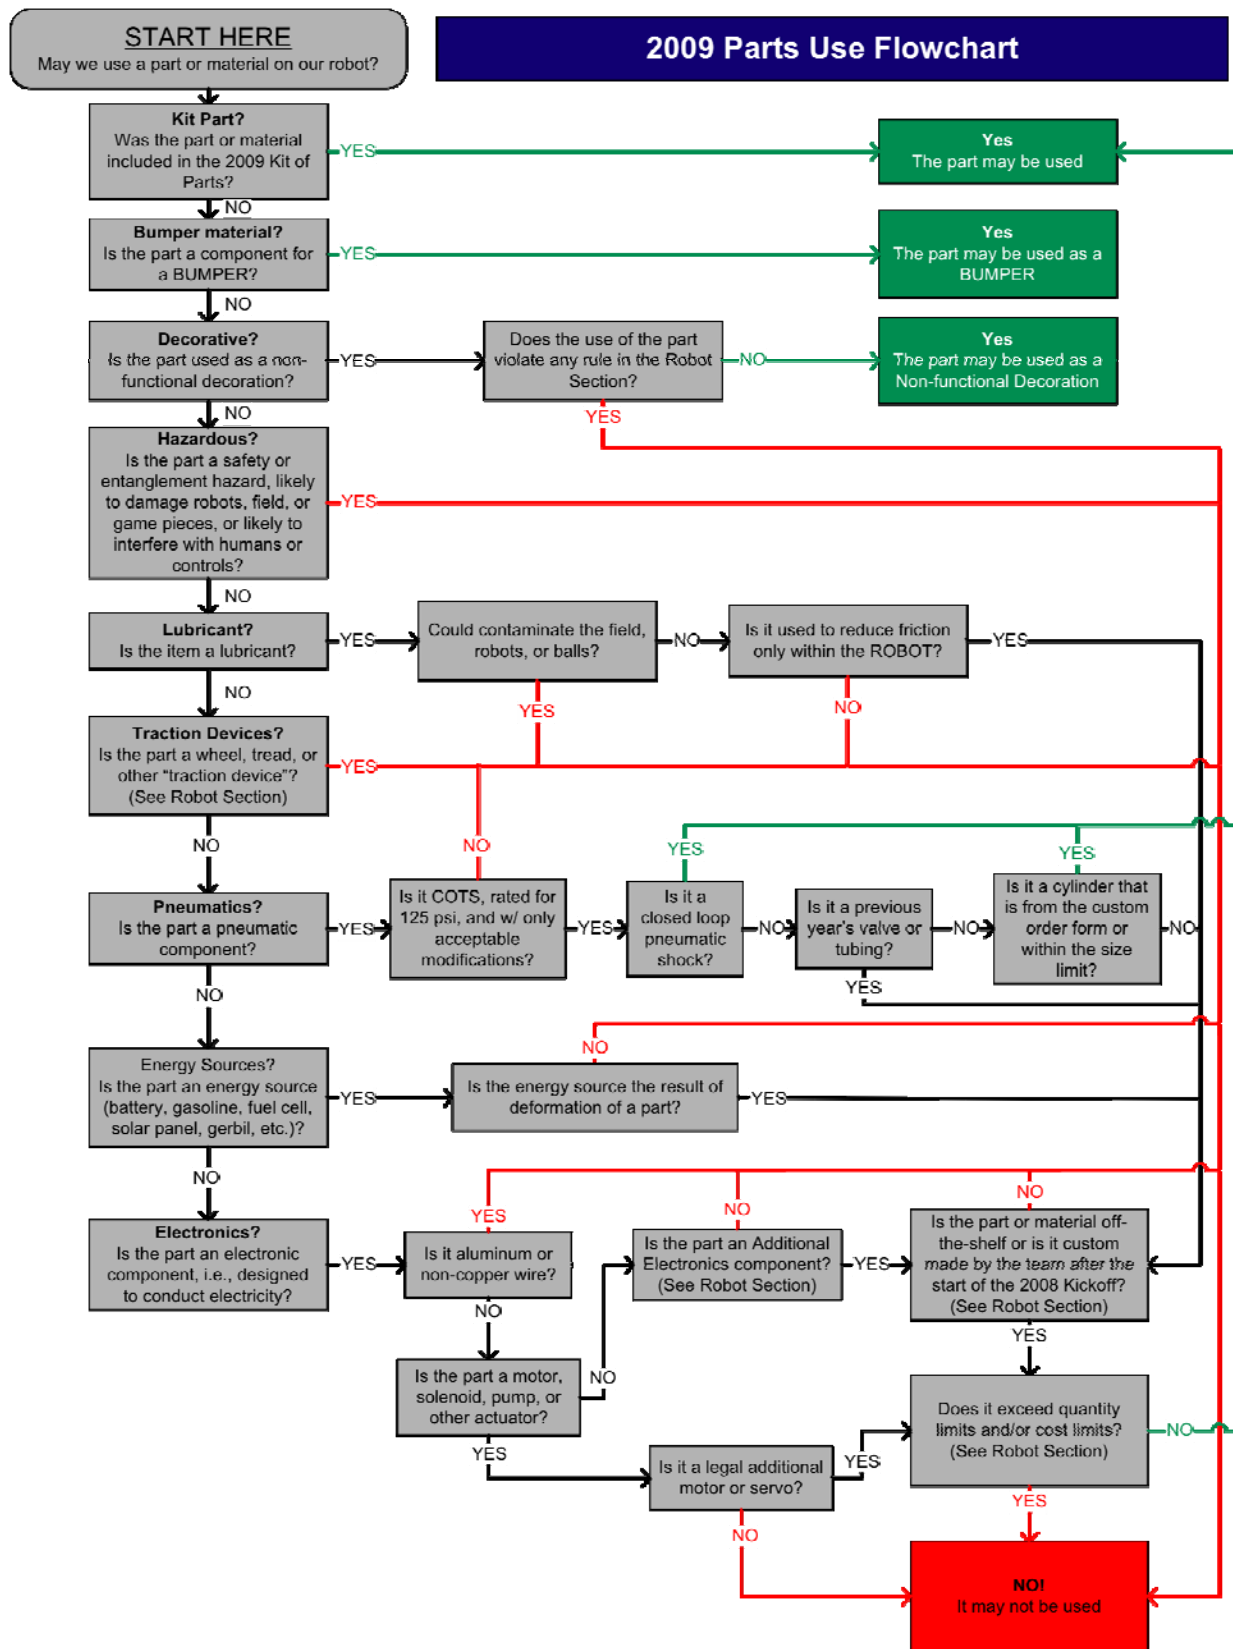 START HERE
May we use a part or material on our robot?
2009 Parts Use Flowchart
Kit Part?
Was the part or material
included in the 2009 Kit of
Parts?
YES
Yes
The part may be used
NO
Bumper material?
Is the part a component for
a BUMPER?
YES
Yes
The part may be used as a
BUMPER
NO
Decorative?
Is the part used as a non-
functional decoration?
YES
Does the use of the part
violate any rule in the Robot
Section?
NO
Yes
The part may be used as a
Non-functional Decoration
YES
NO
Hazardous?
Is the part a safety or
entanglement hazard, likely
to damage robots, field, or
game pieces, or likely to
interfere with humans or
controls?
YES
NO
Lubricant?
Is the item a lubricant?
YES
Could contaminate the field,
robots, or balls?
NO
Is it used to reduce friction
only within the ROBOT?
YES
YES
NO
NO
Traction Devices?
Is the part a wheel, tread, or
other "traction device"?
(See Robot Section)
YES
NO
NO
YES
YES
Pneumatics?
Is the part a pneumatic
component?
YES
Is it COTS, rated for
125 psi, and w/ only
acceptable
modifications?
YES
Is it a
closed loop
pneumatic
shock?
NO
Is it a previous
year's valve or
tubing?
NO
Is it a cylinder that
is from the custom
order form or
within the size
limit?
NO
YES
NO
NO
Energy Sources?
Is the part an energy source
(battery, gasoline, fuel cell,
solar panel, gerbil, etc.)?
YES
Is the energy source the result of
deformation of a part?
YES
NO
YES
NO
NO
Electronics?
Is the part an electronic
component, i.e., designed
to conduct electricity?
YES
Is it aluminum or
non-copper wire?
Is the part an Additional
Electronics component?
(See Robot Section)
YES
Is the part or material off-
the-shelf or is it custom
made by the team after the
start of the 2008 Kickoff?
(See Robot Section)
NO
YES
Is the part a motor,
solenoid, pump, or
other actuator?
NO
Does it exceed quantity
limits and/or cost limits?
(See Robot Section)
NO
YES
Is it a legal additional
motor or servo?
YES
YES
NO
NO!
It may not be used